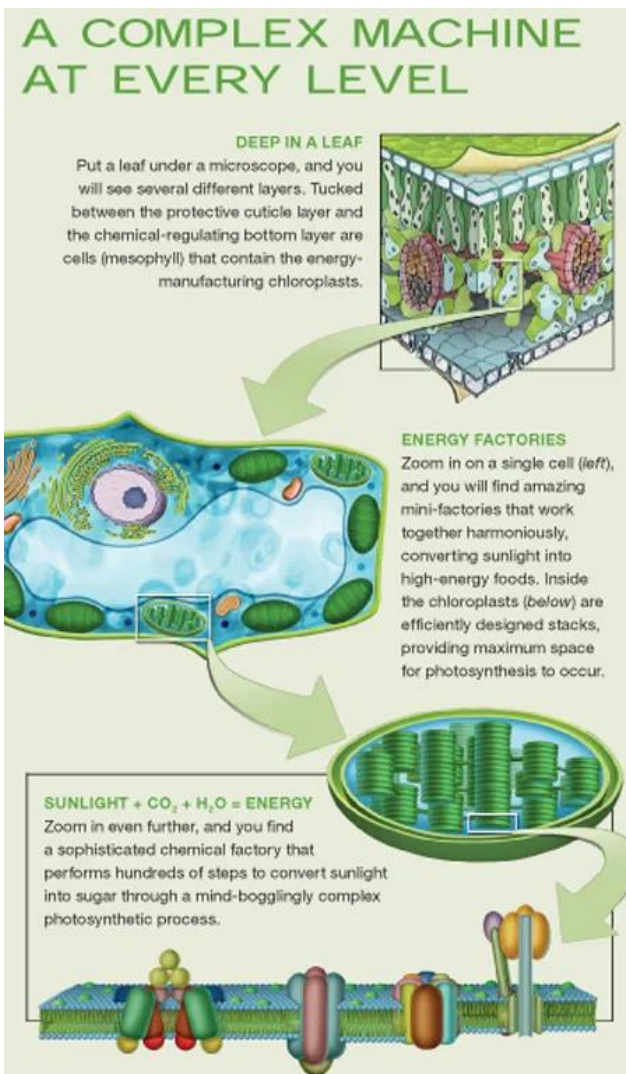 A COMPLEX MACHINE
AT EVERY LEVEL
DEEP IN A LEAF
Put a leaf under a microscope, and you
will see several different layers. Tucked
between the protective cuticle layer and
the chemical-regulating bottom layer are
cells (mesophyll) that contain the energy-
manufacturing chloroplasts.
ENERGY FACTORIES
Zoom in on a single cell (left),
and you will find amazing
mini-factories that work
together harmoniously,
converting sunlight into
high-energy foods. Inside
the chloroplasts (below) are
efficiently designed stacks,
providing maximum space
for photosynthesis to occur.
SUNLIGHT + CO₂ + H₂O = ENERGY
Zoom in even further, and you find
a sophisticated chemical factory that
performs hundreds of steps to convert sunlight
into sugar through a mind-bogglingly complex
photosynthetic process.